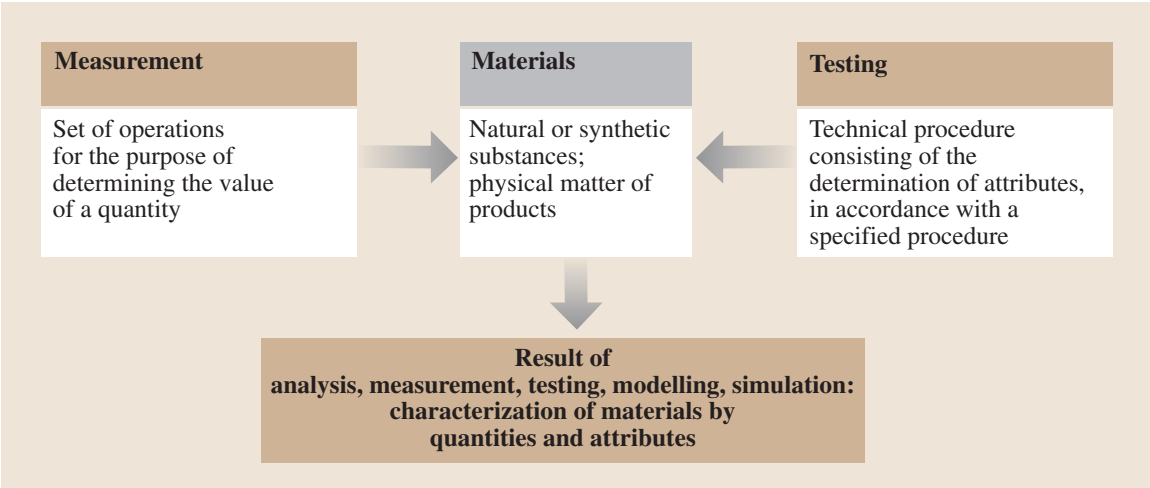 Measurement
Set of operations
for the purpose of
determining the value
of a quantity
Materials
Natural or synthetic
substances;
physical matter of
products
Testing
Technical procedure
consisting of the
determination of attributes,
in accordance with a
specified procedure
Result of
analysis, measurement, testing, modelling, simulation:
characterization of materials by
quantities and attributes